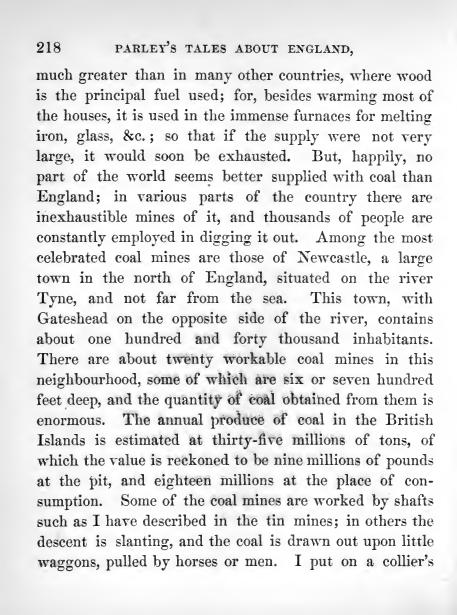 218 PARLEY'S TALES ABOUT ENGLAND,
much greater than in many other countries, where wood
is the principal fuel used; for, besides warming most of
the houses, it is used in the immense furnaces for melting
iron, glass, &c.; so that if the supply were not very
large, it would soon be exhausted. But, happily, no
part of the world seems better supplied with coal than
England; in various parts of the country there are
inexhaustible mines of it, and thousands of people are
constantly employed in digging it out. Among the most
celebrated coal mines are those of Newcastle, a large
town in the north of England, situated on the river
Tyne, and not far from the sea. This town, with
Gateshead on the opposite side of the river, contains
about one hundred and forty thousand inhabitants.
There are about twenty workable coal mines in this
neighbourhood, some of which are six or seven hundred
feet deep, and the quantity of coal obtained from them is
enormous. The annual produce of coal in the British
Islands is estimated at thirty-five millions of tons, of
which the value is reckoned to be nine millions of pounds
at the pit, and eighteen millions at the place of con-
sumption. Some of the coal mines are worked by shafts
such as I have described in the tin mines; in others the
descent is slanting, and the coal is drawn out upon little
waggons, pulled by horses or men. I put on a collier's